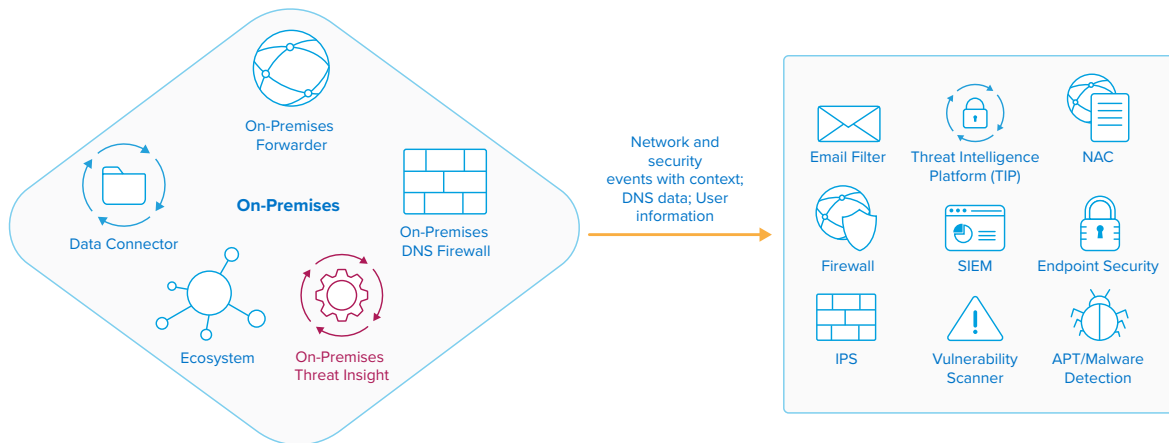 On-Premises
Forwarder
Data Connector
On-Premises
On-Premises
DNS Firewall
Ecosystem
On-Premises
Threat Insight
Network and
security
events with context;
DNS data; User
information
Email Filter
Threat Intelligence
Platform (TIP)
NAC
Firewall
SIEM
Endpoint Security
IPS
Vulnerability
Scanner
APT/Malware
Detection